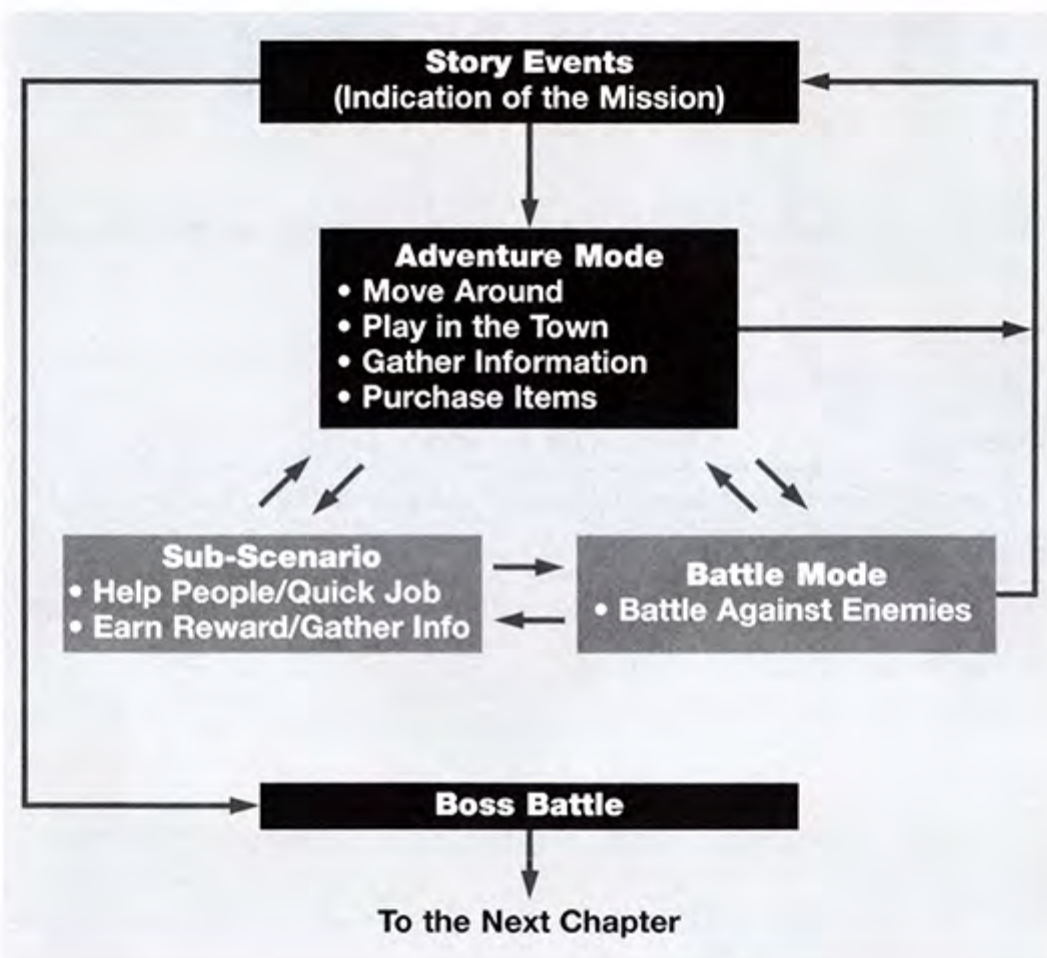 Story Events
(Indication of the Mission)
Adventure Mode
• Move Around
• Play in the Town
• Gather Information
• Purchase Items
Sub-Scenario
• Help People/Quick Job
• Earn Reward/Gather Info
Battle Mode
• Battle Against Enemies
Boss Battle
To the Next Chapter